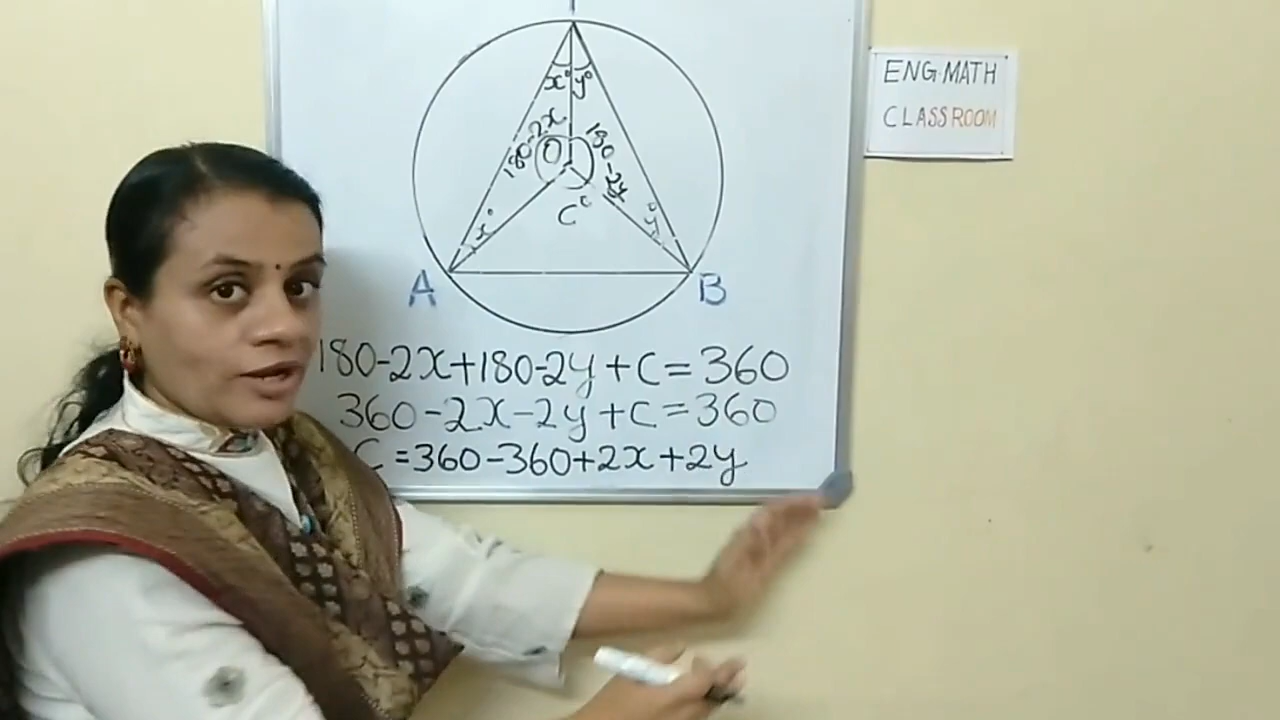 ENG·MATH
CLASSROOM
x° y°
180-2x
180-2y
O
C°
x°
y°
A
B
180-2x+180-2y+C=360
360-2x-2y+C=360
C=360-360+2x+2y